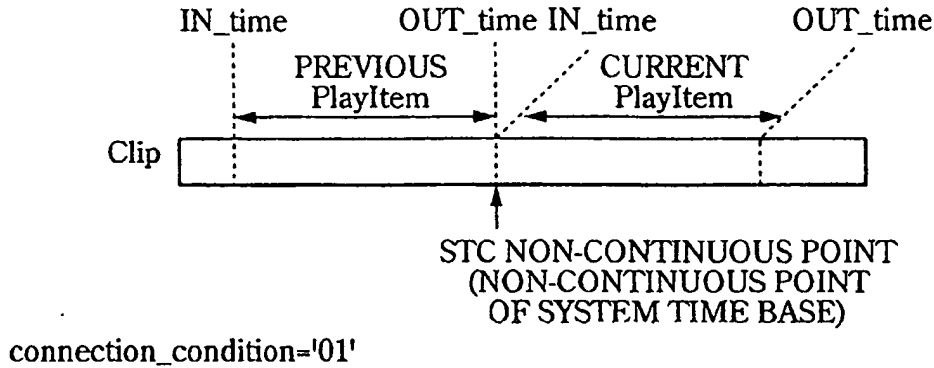 IN_time OUT_time IN_time OUT_time
PREVIOUS PlayItem
CURRENT PlayItem
Clip
STC NON-CONTINUOUS POINT
(NON-CONTINUOUS POINT
OF SYSTEM TIME BASE)
connection_condition='01'